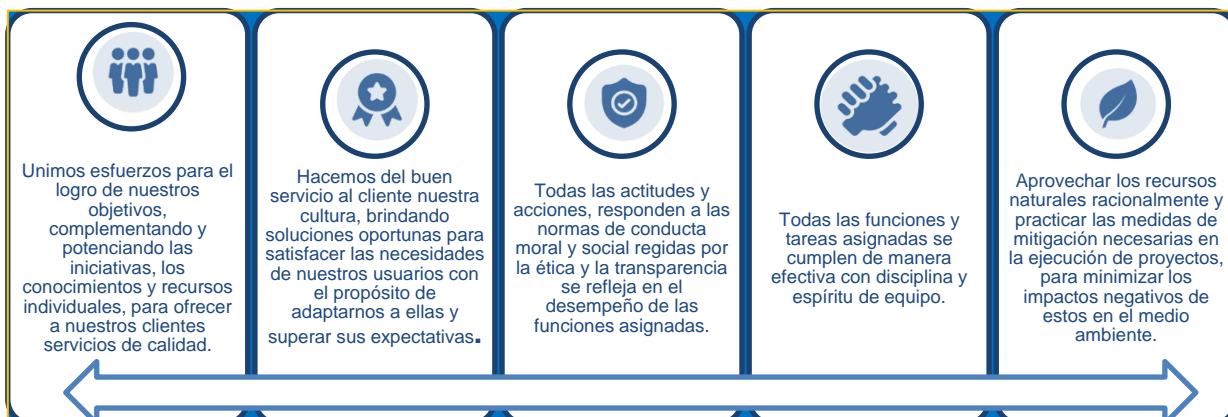 Unimos esfuerzos para el
logro de nuestros
objetivos,
complementando y
potenciando las
iniciativas, los
conocimientos y recursos
individuales, para ofrecer
a nuestros clientes
servicios de calidad.
Hacemos del buen
servicio al cliente nuestra
cultura, brindando
soluciones oportunas para
satisfacer las necesidades
de nuestros usuarios con
el propósito de
adaptarnos a ellas y
superar sus expectativas.
Todas las actitudes y
acciones, responden a las
normas de conducta
moral y social regidas por
la ética y la transparencia
se refleja en el
desempeño de las
funciones asignadas.
Todas las funciones y
tareas asignadas se
cumplen de manera
efectiva con disciplina y
espíritu de equipo.
Aprovechar los recursos
naturales racionalmente y
practicar las medidas de
mitigación necesarias en
la ejecución de proyectos,
para minimizar los
impactos negativos de
estos en el medio
ambiente.